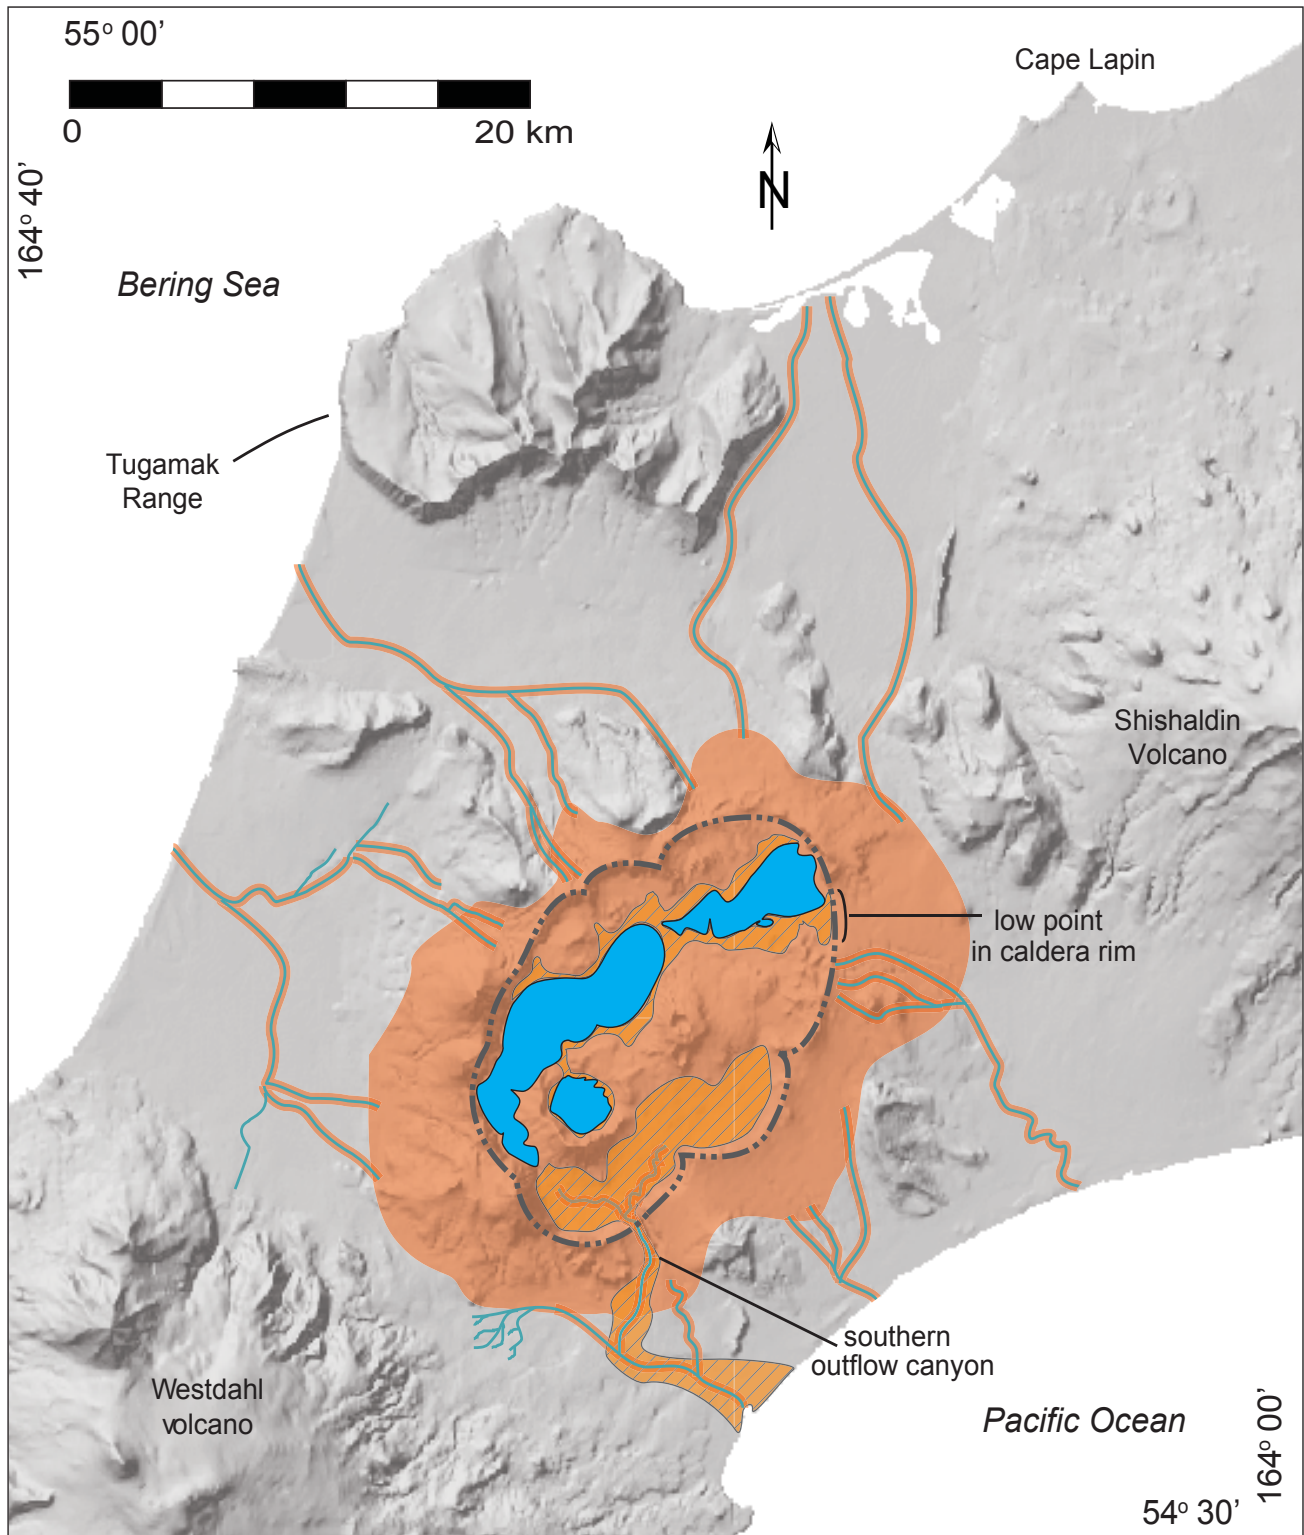 55° 00'
Cape Lapin
0 20 km
164° 40'
N
Bering Sea
Tugamak
Range
Shishaldin
Volcano
low point
in caldera rim
southern
outflow canyon
Westdahl
volcano
Pacific Ocean
164° 00'
54° 30'